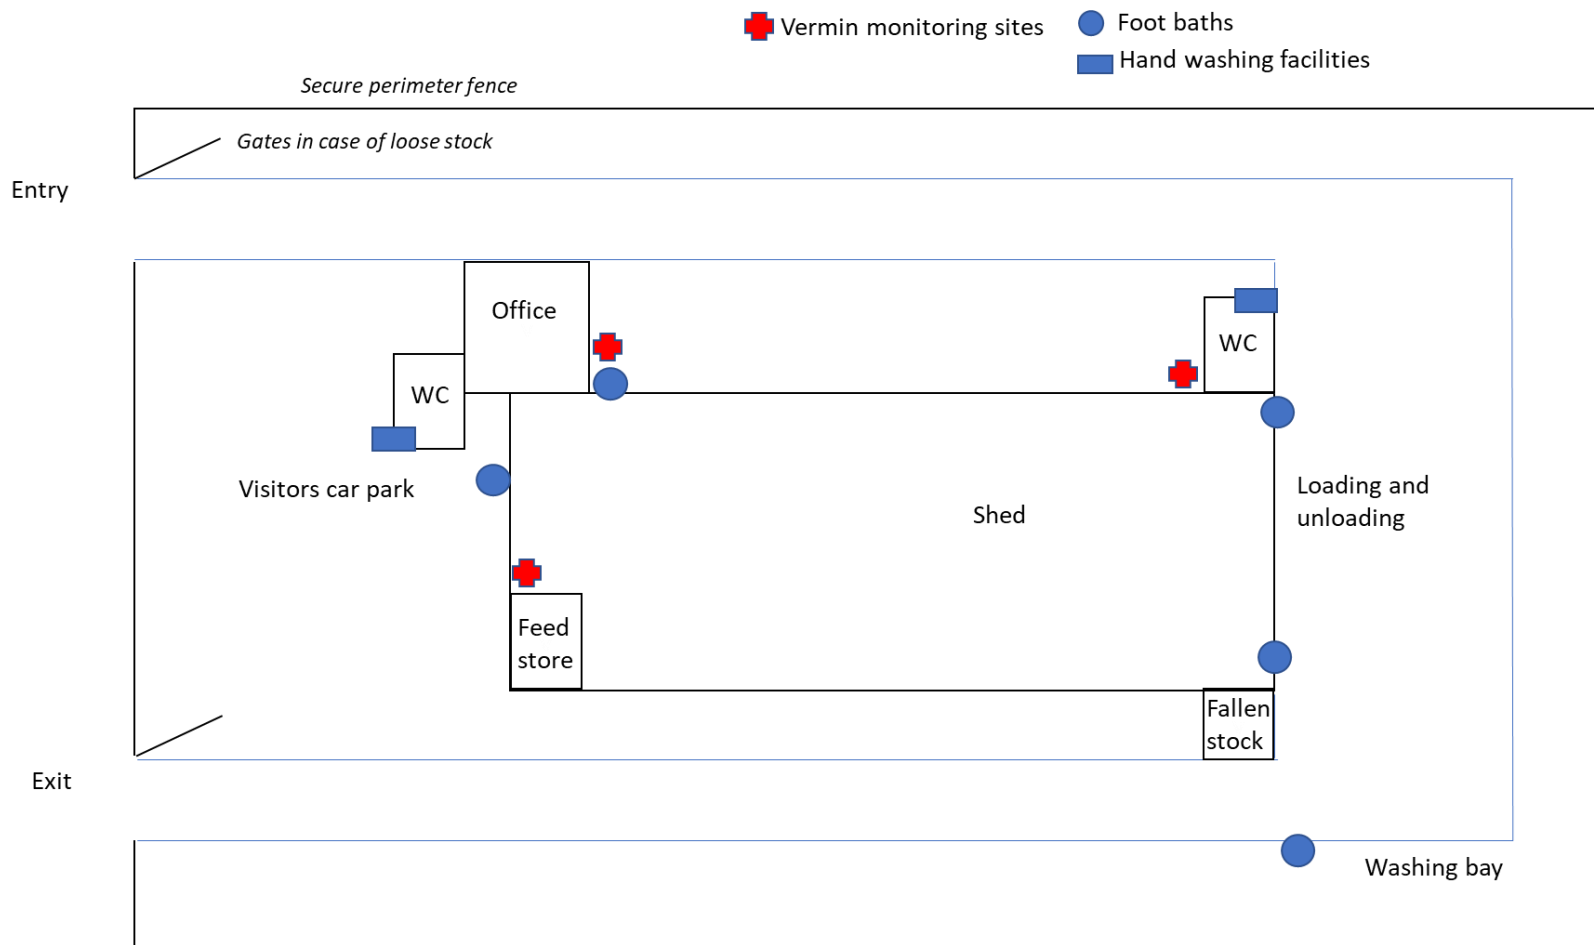 Vermin monitoring sites
Foot baths
Hand washing facilities
Secure perimeter fence
Gates in case of loose stock
Entry
Office
WC
WC
Visitors car park
Loading and
unloading
Shed
Feed
store
Fallen
stock
Exit
Washing bay